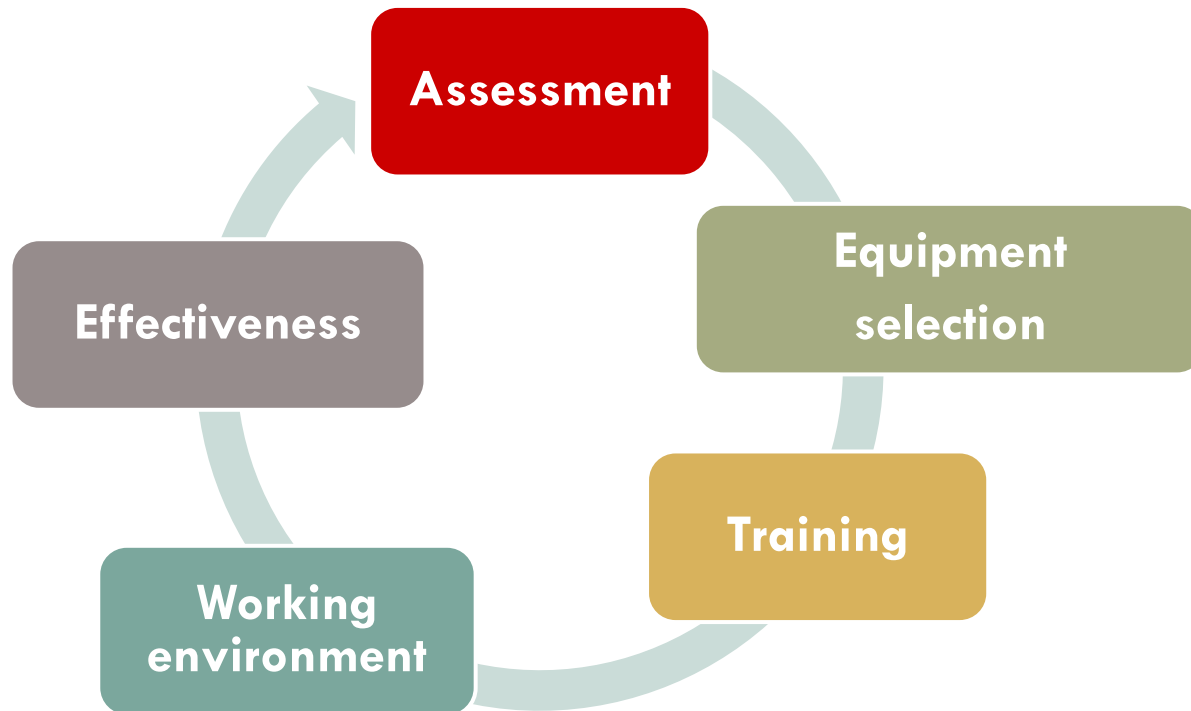 Assessment
Equipment
selection
Training
Working
environment
Effectiveness